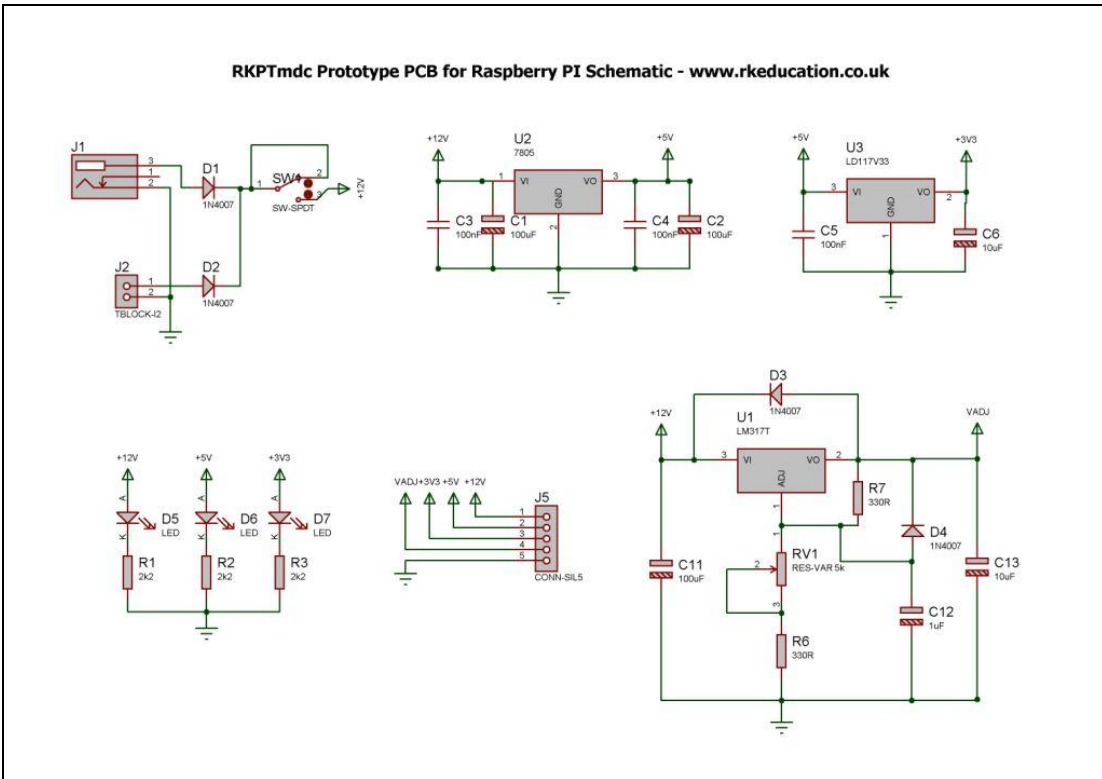 RKPTmdc Prototype PCB for Raspberry PI Schematic - www.rkeducation.co.uk
J1
3
1
2
D1
1N4007
1
SW1
2
3
SW-SPDT
+12V
J2
1
2
TBLOCK-I2
D2
1N4007
+12V
U2
7805
+5V
1
VI
VO
3
GND
2
C3
100nF
C1
100uF
C4
100nF
C2
100uF
+5V
U3
LD117V33
+3V3
3
VI
VO
2
GND
1
C5
100nF
C6
10uF
+12V
+5V
+3V3
A
A
A
D5
LED
D6
LED
D7
LED
K
K
K
R1
2k2
R2
2k2
R3
2k2
VADJ
+3V3
+5V
+12V
J5
1
2
3
4
5
CONN-SIL5
D3
1N4007
+12V
U1
LM317T
VADJ
3
VI
VO
2
ADJ
1
R7
330R
D4
1N4007
1
RV1
2
RES-VAR 5k
3
C11
100uF
C13
10uF
C12
1uF
R6
330R